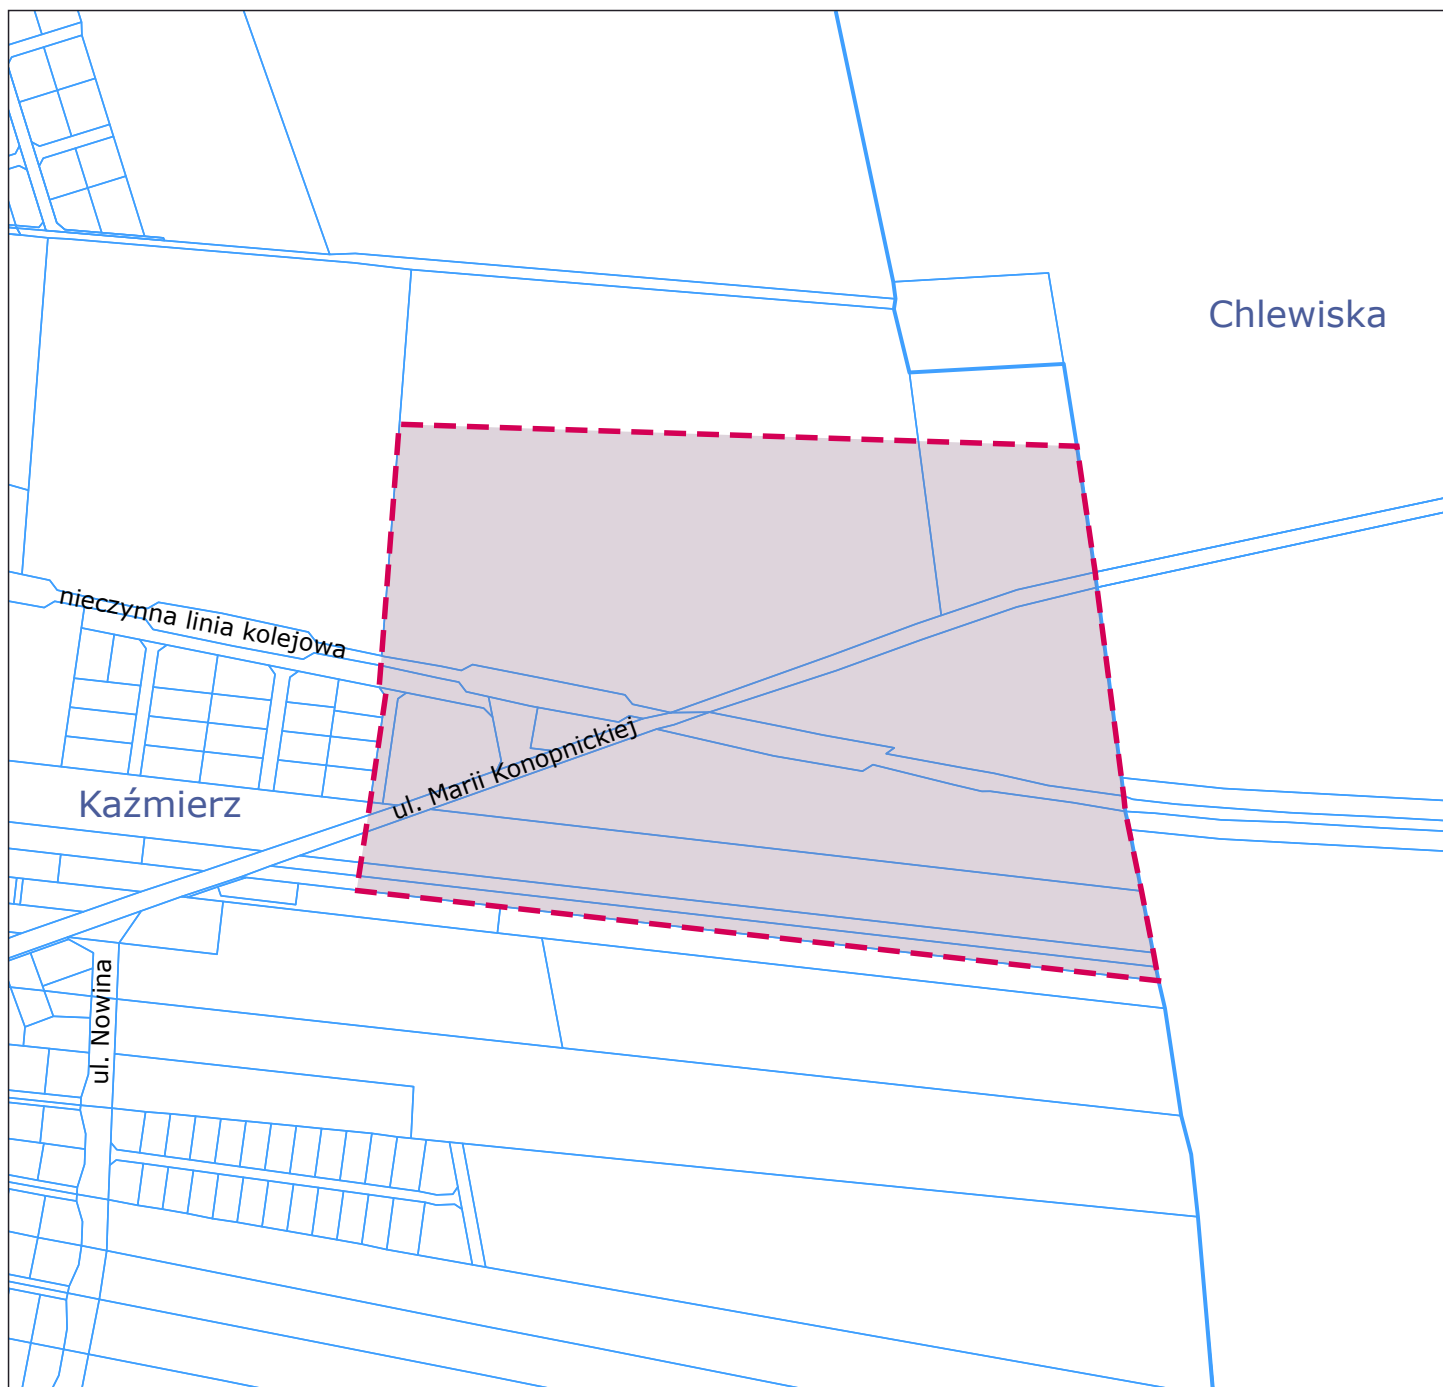 Chlewiska
nieczynna linia kolejowa
ul. Marii Konopnickiej
Kaźmierz
ul. Nowina